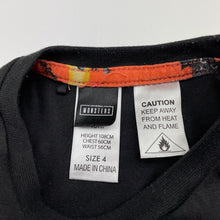 MONSTERS
HEIGHT 108CM
CHEST 60CM
WAIST 56CM
SIZE 4
MADE IN CHINA
CAUTION
KEEP AWAY
FROM HEAT
AND FLAME